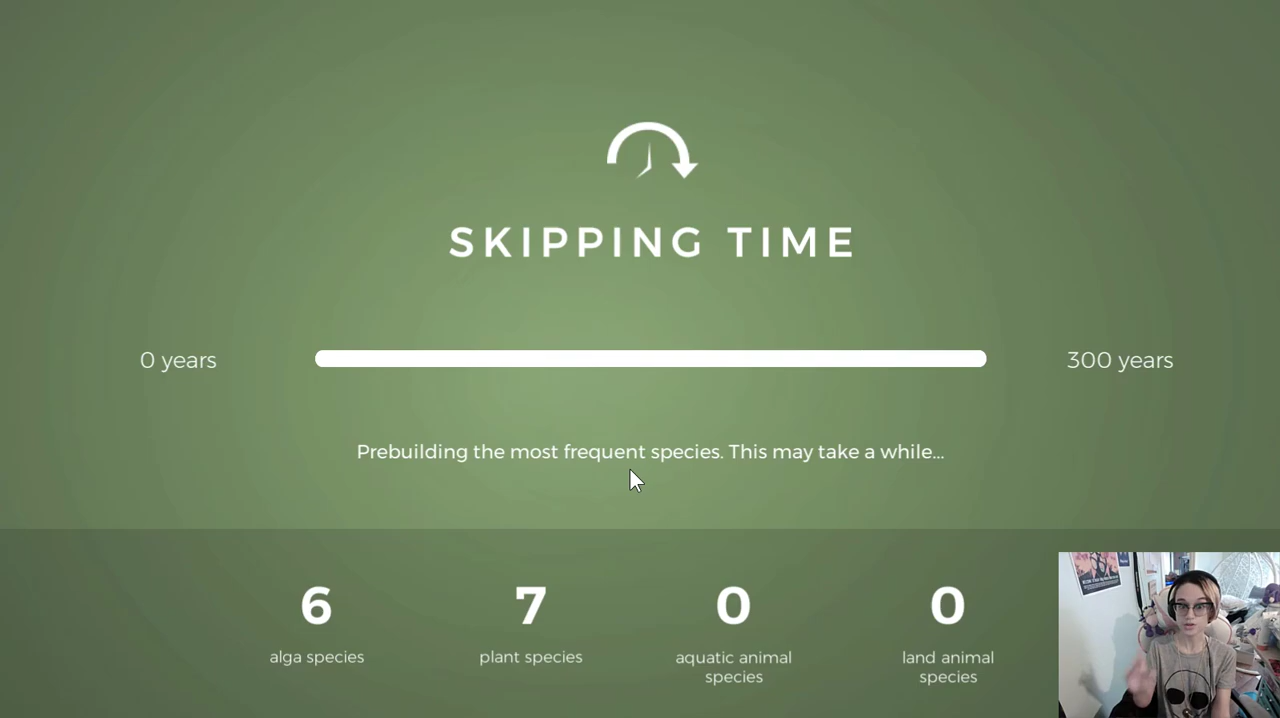 SKIPPING TIME
0 years
300 years
Prebuilding the most frequent species. This may take a while...
6
7
0
0
alga species
plant species
aquatic animal
species
land animal
species